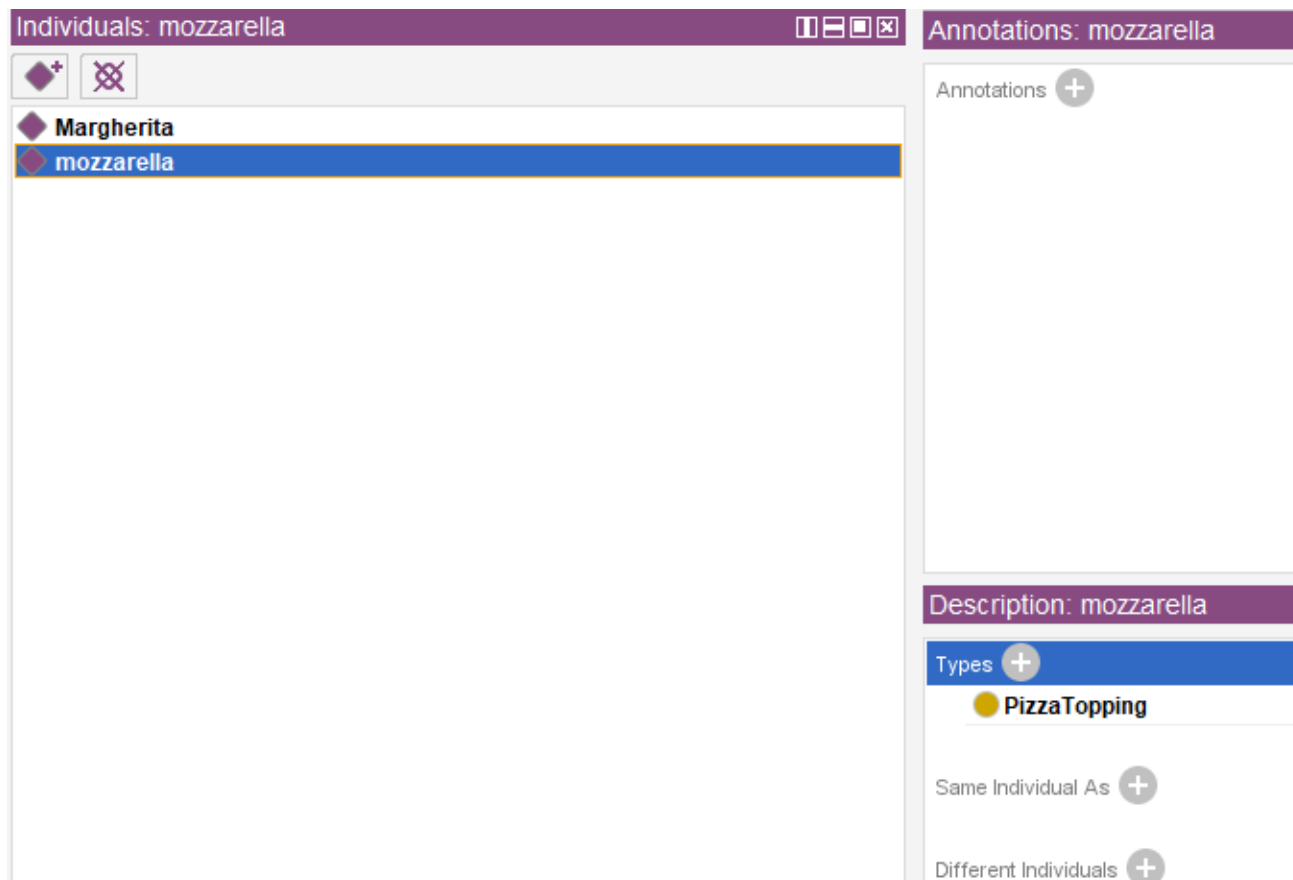 Individuals: mozzarella
Margherita
mozzarella
Annotations: mozzarella
Annotations
Description: mozzarella
Types
PizzaTopping
Same Individual As
Different Individuals